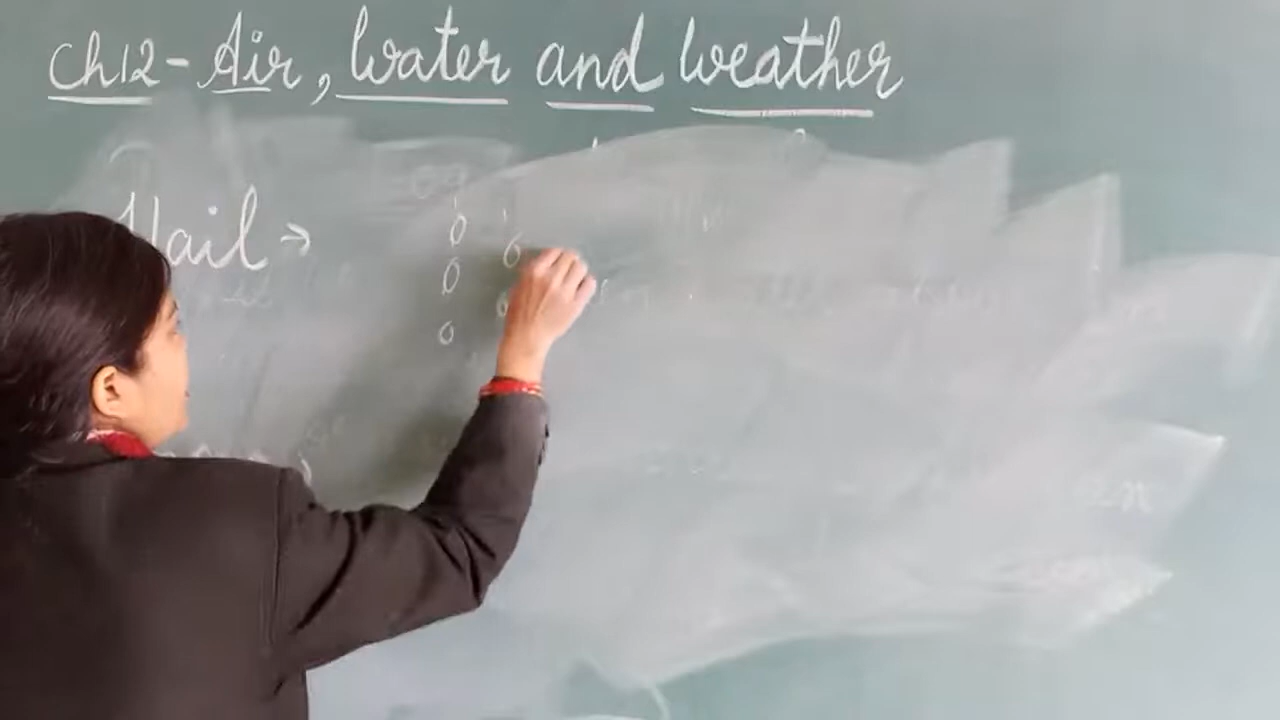 Ch12-Air, Water and Weather
Hail →